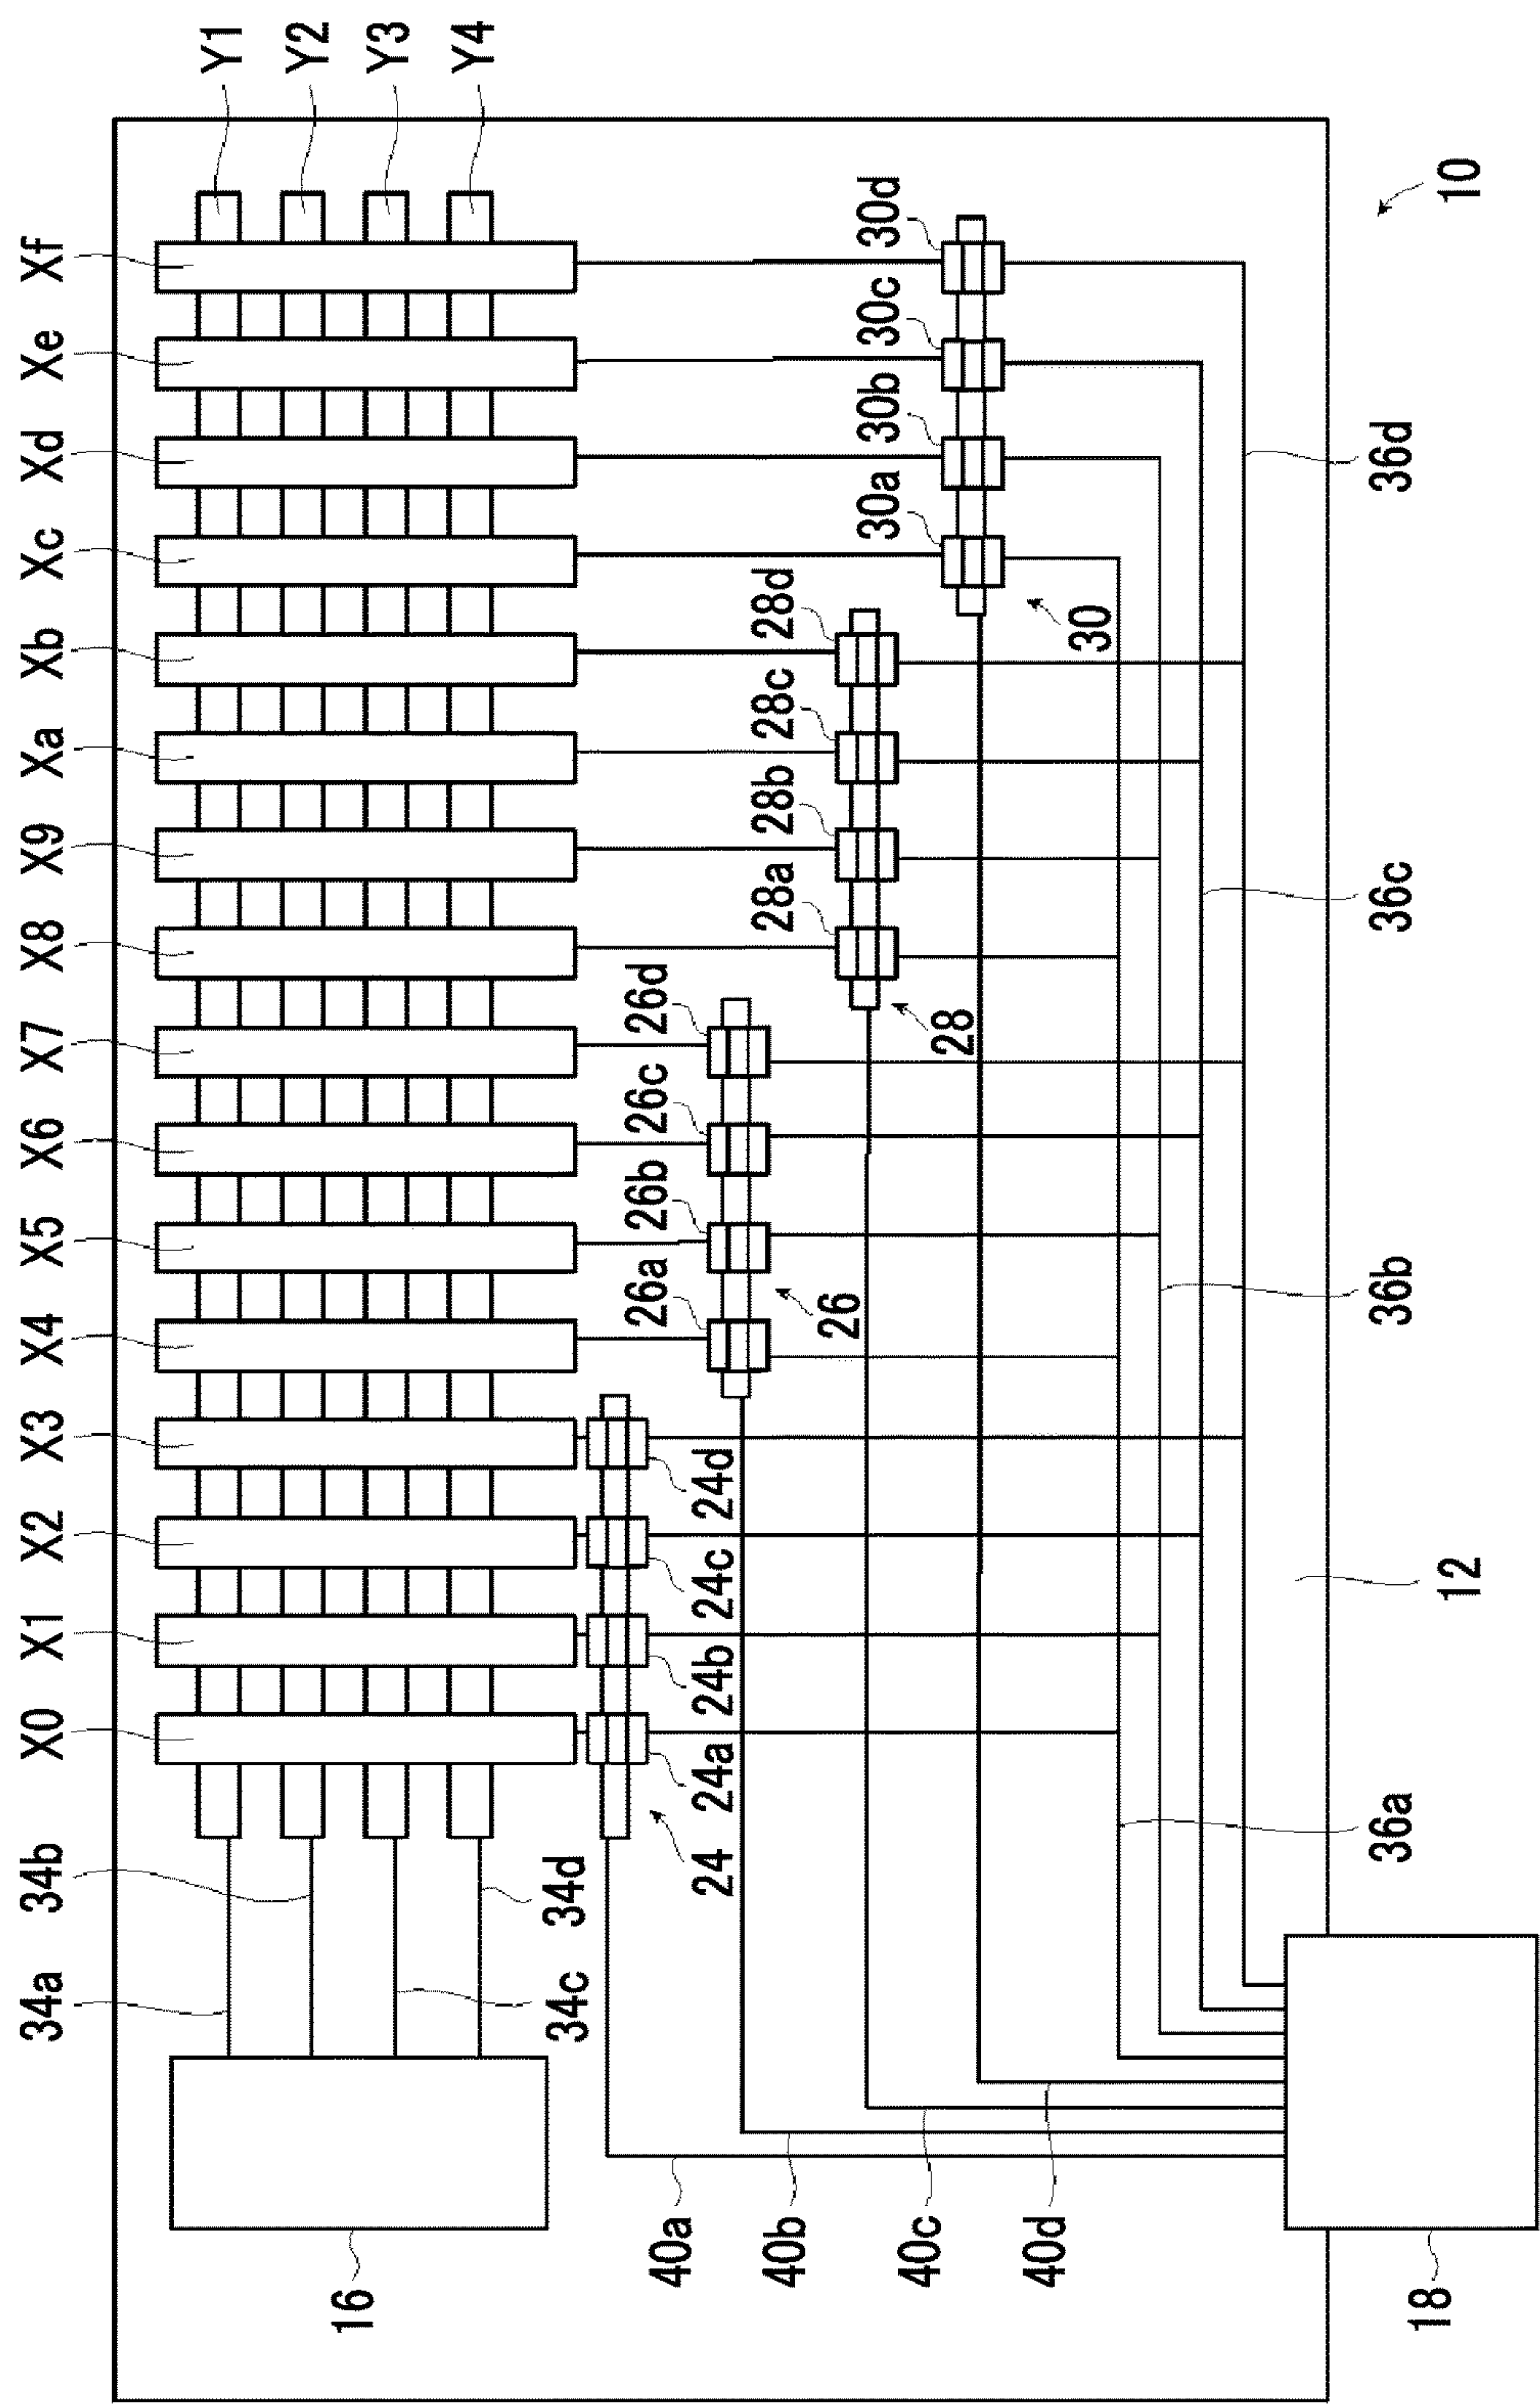 X0 X1 X2 X3 X4 X5 X6 X7 X8 X9 Xa Xb Xc Xd Xe Xf
34a 34b
Y1
Y2
Y3
Y4
34c 34d
16
24 24a 24b 24c 24d
26a 26b 26c 26d
26
28a 28b 28c 28d
28
30a 30b 30c 30d
30
40a
40b
40c
40d
36a 36b 36c 36d
18
12
10